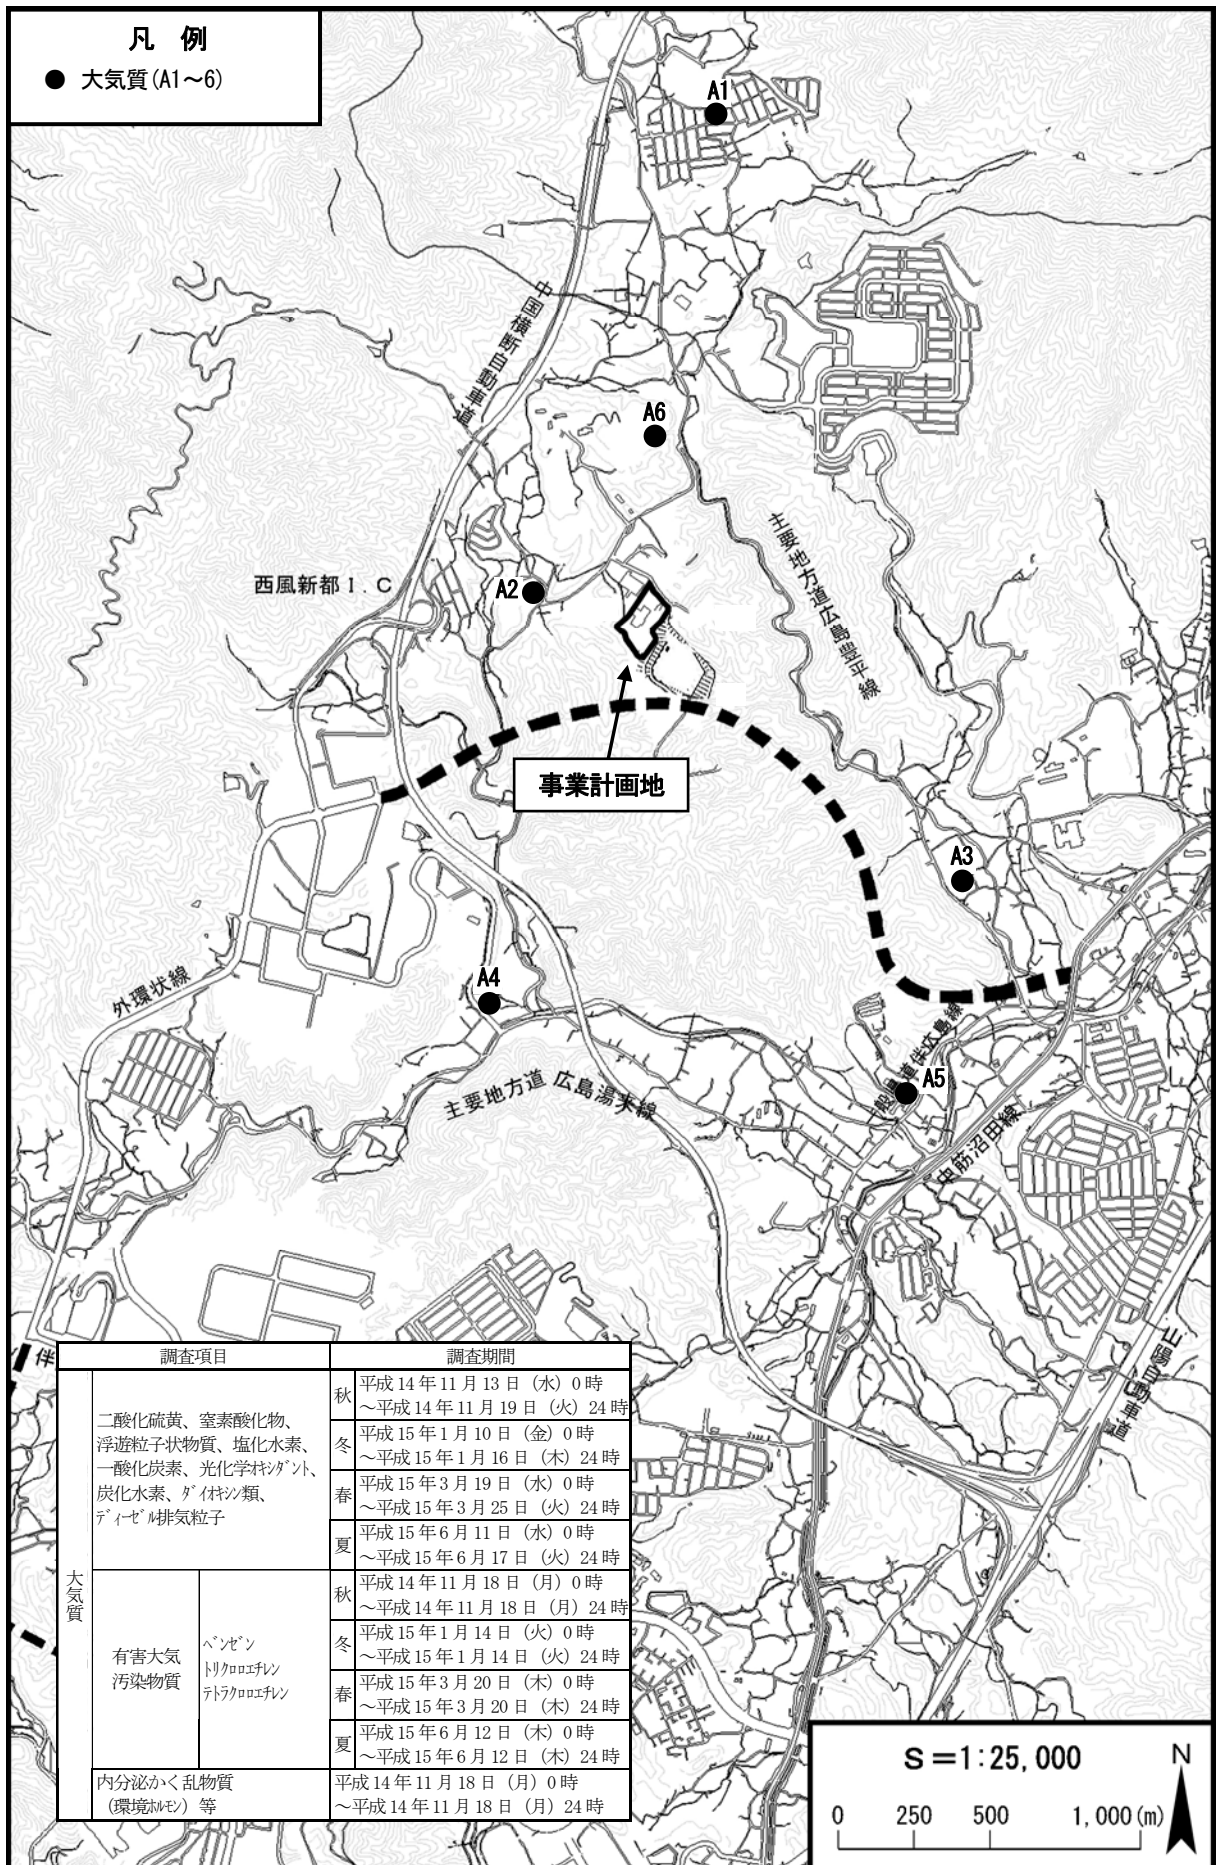 凡 例
● 大気質(A1～6)
A1
中国横断自動車道
A6
主要地方道広島豊平線
西風新都I.C
A2
事業計画地
A3
A4
外環状線
一般県道伴広島線
A5
主要地方道 広島湯来線
中筋沼田線
山陽自動車道
伴
調査項目 調査期間
大気質
二酸化硫黄、窒素酸化物、
浮遊粒子状物質、塩化水素、
一酸化炭素、光化学ｵｷｼﾀﾞﾝﾄ、
炭化水素、ﾀﾞｲｵｷｼﾝ類、
ﾃﾞｨｰｾﾞﾙ排気粒子
秋 平成14年11月13日（水）0時
～平成14年11月19日（火）24時
冬 平成15年1月10日（金）0時
～平成15年1月16日（木）24時
春 平成15年3月19日（水）0時
～平成15年3月25日（火）24時
夏 平成15年6月11日（水）0時
～平成15年6月17日（火）24時
有害大気
汚染物質
ﾍﾞﾝｾﾞﾝ
ﾄﾘｸﾛﾛｴﾁﾚﾝ
ﾃﾄﾗｸﾛﾛｴﾁﾚﾝ
秋 平成14年11月18日（月）0時
～平成14年11月18日（月）24時
冬 平成15年1月14日（火）0時
～平成15年1月14日（火）24時
春 平成15年3月20日（木）0時
～平成15年3月20日（木）24時
夏 平成15年6月12日（木）0時
～平成15年6月12日（木）24時
内分泌かく乱物質
（環境ﾎﾙﾓﾝ）等
平成14年11月18日（月）0時
～平成14年11月18日（月）24時
S＝1:25,000
N
0 250 500 1,000(m)